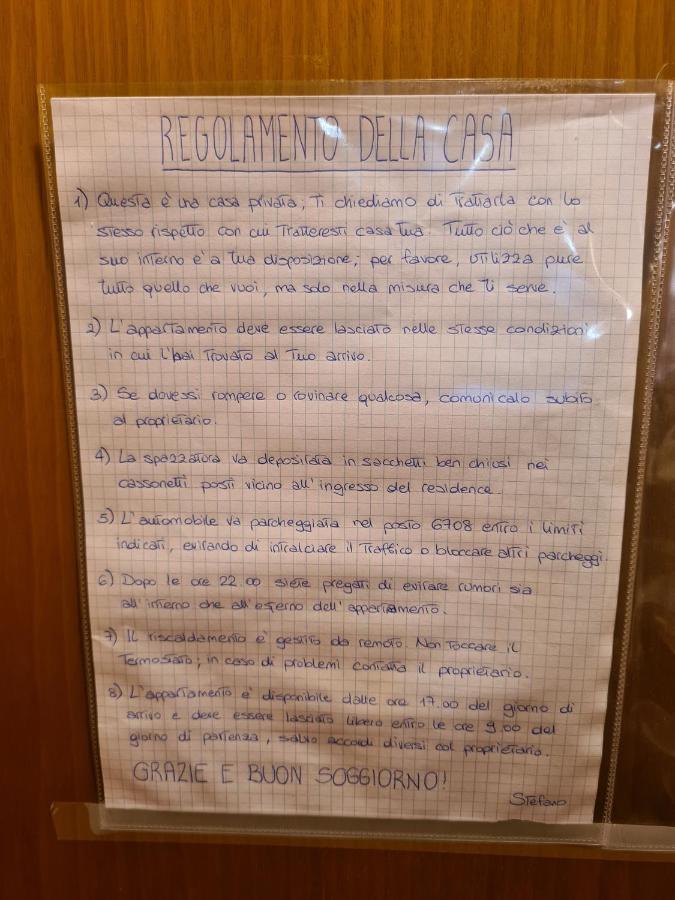 REGOLAMENTO DELLA CASA
1) Questa è una casa privata; Ti chiediamo di Trattarla con lo
stesso rispetto con cui Tratteresti casa Tua. Tutto ciò che è al
suo interno è a Tua disposizione; per favore, utilizza pure
Tutto quello che vuoi, ma solo nella misura che Ti serve.
2) L'appartamento deve essere lasciato nelle stesse condizioni
in cui l'hai Trovato al Tuo arrivo.
3) Se dovessi rompere o rovinare qualcosa, comunicalo subito
al proprietario.
4) La spazzatura va depositata in sacchetti ben chiusi nei
cassonetti posti vicino all'ingresso del residence.
5) L'automobile va parcheggiata nel posto 6708 entro i limiti
indicati, evitando di intralciare il Traffico o bloccare altri parcheggi.
6) Dopo le ore 22.00 siete pregati di evitare rumori sia
all'interno che all'esterno dell'appartamento.
7) Il riscaldamento è gestito da remoto. Non Toccare il
Termostato; in caso di problemi contatta il proprietario.
8) L'appartamento è disponibile dalle ore 17.00 del giorno di
arrivo e deve essere lasciato libero entro le ore 9.00 del
giorno di partenza, salvo accordi diversi col proprietario.
GRAZIE E BUON SOGGIORNO!
Stefano